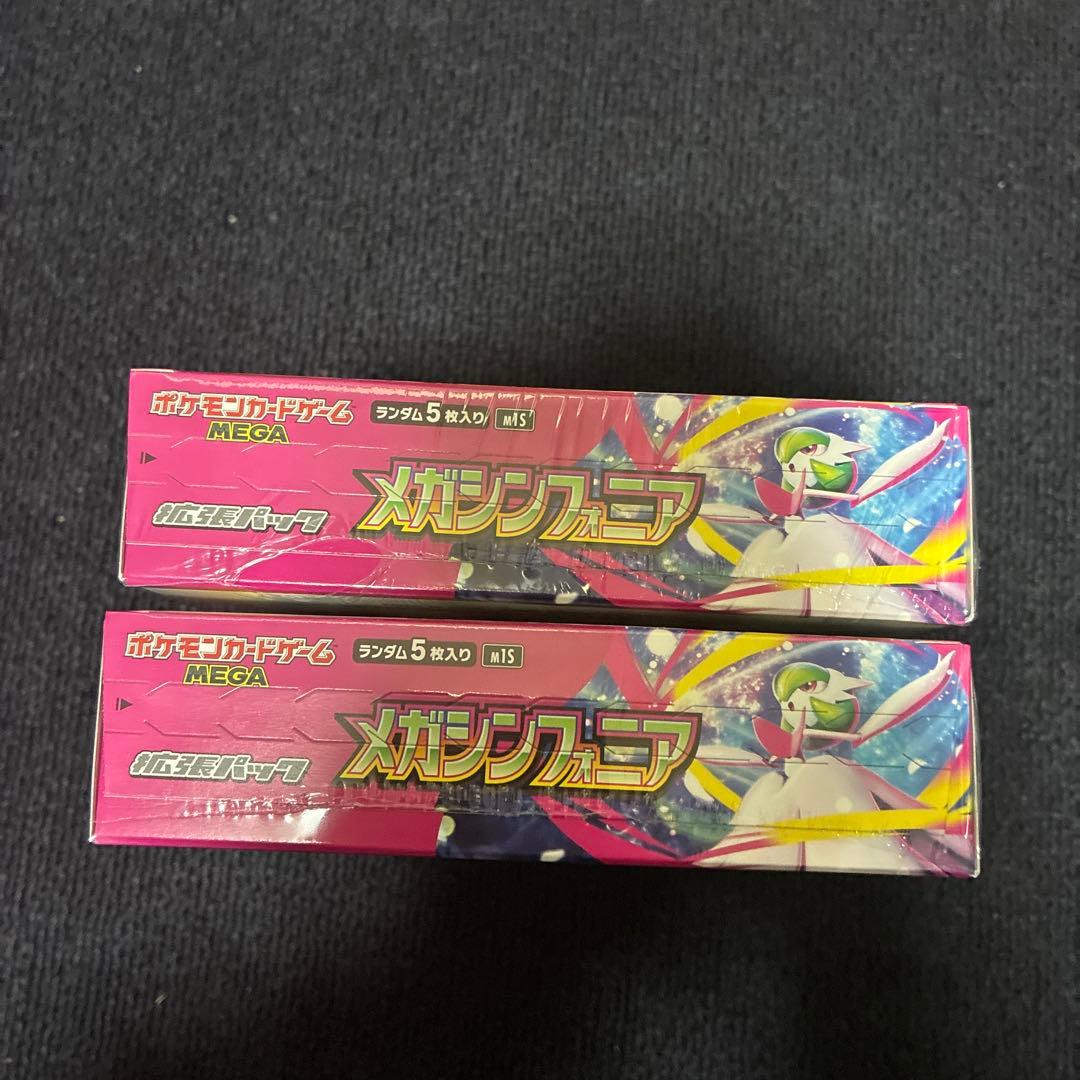 ポケモンカードゲーム
MEGA
ランダム5枚入り M1S
拡張パック
メガシンフォニア
ポケモンカードゲーム
MEGA
ランダム5枚入り M1S
拡張パック
メガシンフォニア